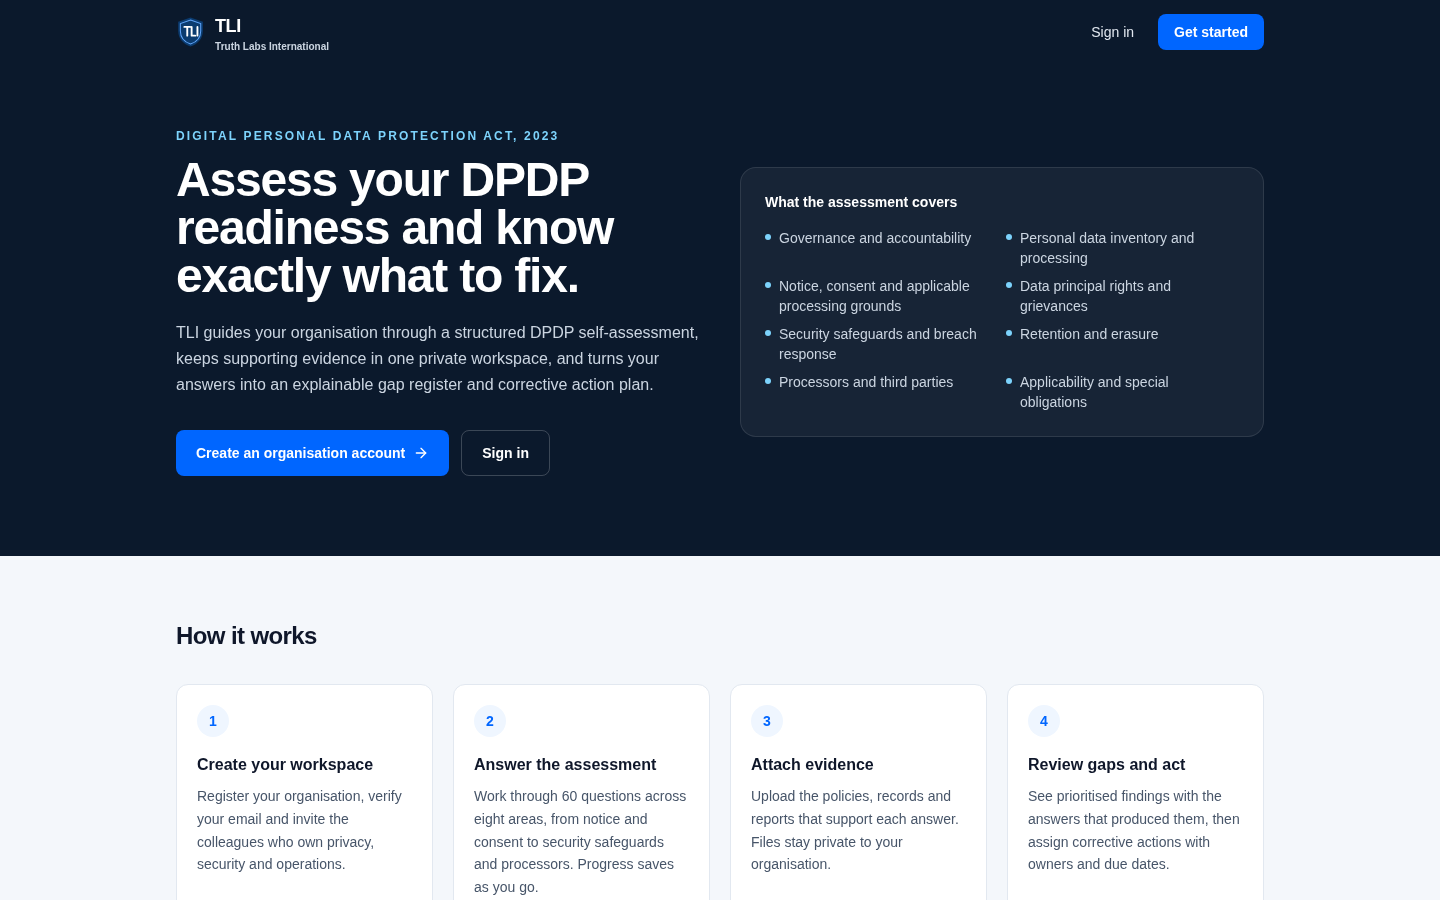 TLI
TLI
Truth Labs International
Sign in
Get started
DIGITAL PERSONAL DATA PROTECTION ACT, 2023
Assess your DPDP
readiness and know
exactly what to fix.
TLI guides your organisation through a structured DPDP self-assessment,
keeps supporting evidence in one private workspace, and turns your
answers into an explainable gap register and corrective action plan.
Create an organisation account
Sign in
What the assessment covers
Governance and accountability
Personal data inventory and
processing
Notice, consent and applicable
processing grounds
Data principal rights and
grievances
Security safeguards and breach
response
Retention and erasure
Processors and third parties
Applicability and special
obligations
How it works
1
Create your workspace
Register your organisation, verify
your email and invite the
colleagues who own privacy,
security and operations.
2
Answer the assessment
Work through 60 questions across
eight areas, from notice and
consent to security safeguards
and processors. Progress saves
as you go.
3
Attach evidence
Upload the policies, records and
reports that support each answer.
Files stay private to your
organisation.
4
Review gaps and act
See prioritised findings with the
answers that produced them, then
assign corrective actions with
owners and due dates.